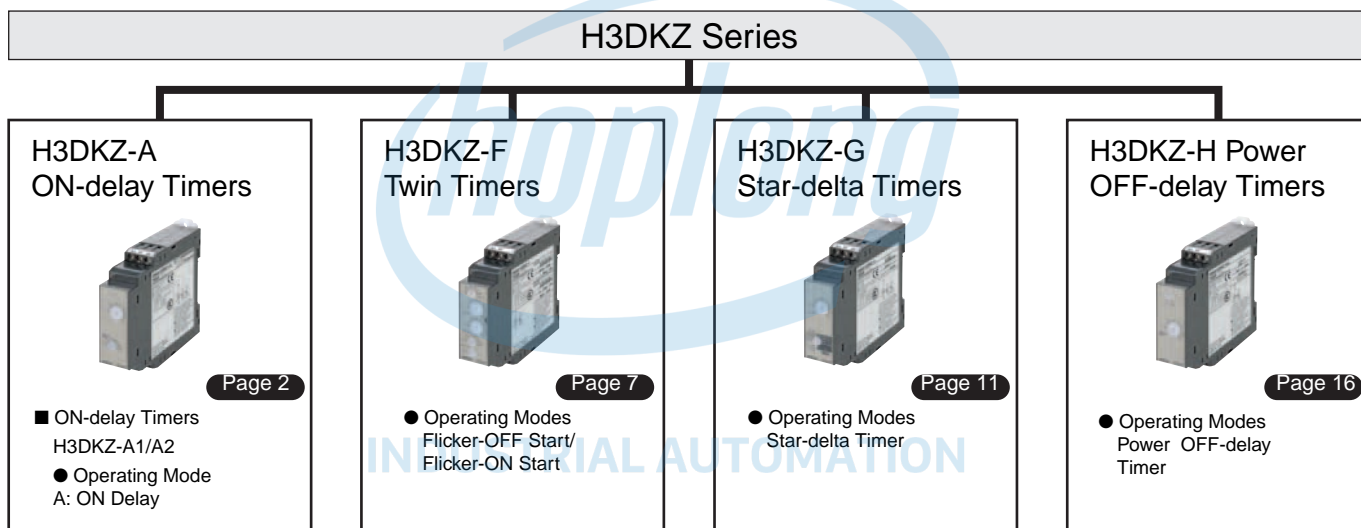 H3DKZ Series
H3DKZ-A
ON-delay Timers
Page 2
■ ON-delay Timers
H3DKZ-A1/A2
● Operating Mode
A: ON Delay
H3DKZ-F
Twin Timers
Page 7
● Operating Modes
Flicker-OFF Start/
Flicker-ON Start
H3DKZ-G
Star-delta Timers
Page 11
● Operating Modes
Star-delta Timer
H3DKZ-H Power
OFF-delay Timers
Page 16
● Operating Modes
Power OFF-delay
Timer
hoplong
INDUSTRIAL AUTOMATION